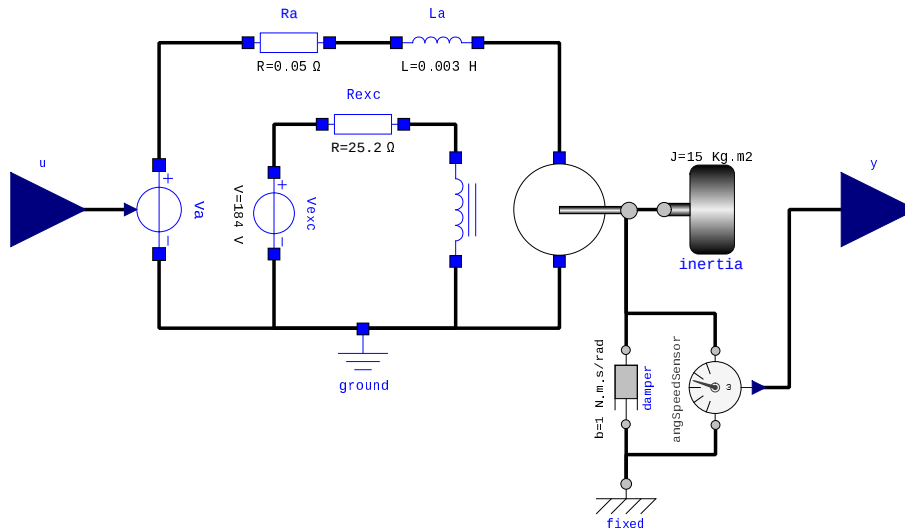 Ra
La
R=0.05 Ω
L=0.003 H
Rexc
R=25.2 Ω
u
+
Va
−
V=184 V
+
Vexc
−
J=15 Kg.m2
inertia
y
ground
b=1 N.m.s/rad
damper
angSpeedSensor
ω
fixed